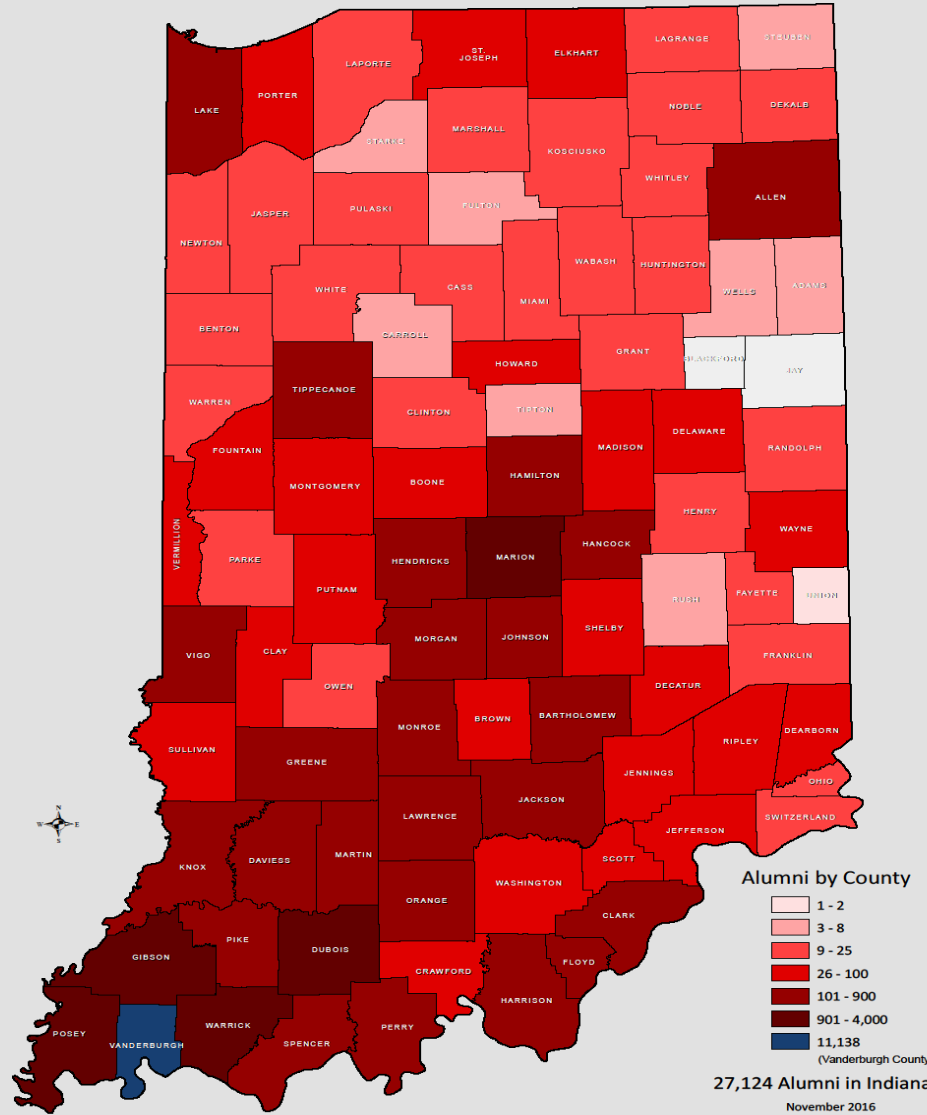 ST.
JOSEPH
ELKHART
LAGRANGE
STEUBEN
LAPORTE
PORTER
LAKE
NOBLE
DEKALB
MARSHALL
STARKE
KOSCIUSKO
WHITLEY
ALLEN
JASPER
PULASKI
FULTON
NEWTON
WABASH
HUNTINGTON
WHITE
CASS
MIAMI
WELLS
ADAMS
BENTON
CARROLL
GRANT
HOWARD
BLACKFORD
JAY
TIPPECANOE
WARREN
CLINTON
TIPTON
FOUNTAIN
MADISON
DELAWARE
RANDOLPH
MONTGOMERY
BOONE
HAMILTON
HENRY
WAYNE
VERMILLION
PARKE
HENDRICKS
MARION
HANCOCK
PUTNAM
RUSH
FAYETTE
UNION
VIGO
CLAY
MORGAN
JOHNSON
SHELBY
FRANKLIN
OWEN
DECATUR
MONROE
BROWN
BARTHOLOMEW
DEARBORN
SULLIVAN
GREENE
RIPLEY
JENNINGS
OHIO
JACKSON
LAWRENCE
SWITZERLAND
JEFFERSON
N
W E
S
KNOX
DAVIESS
MARTIN
SCOTT
WASHINGTON
ORANGE
CLARK
PIKE
DUBOIS
GIBSON
FLOYD
CRAWFORD
HARRISON
POSEY
VANDERBURGH
WARRICK
SPENCER
PERRY
Alumni by County
1 - 2
3 - 8
9 - 25
26 - 100
101 - 900
901 - 4,000
11,138
(Vanderburgh County
27,124 Alumni in Indiana
November 2016